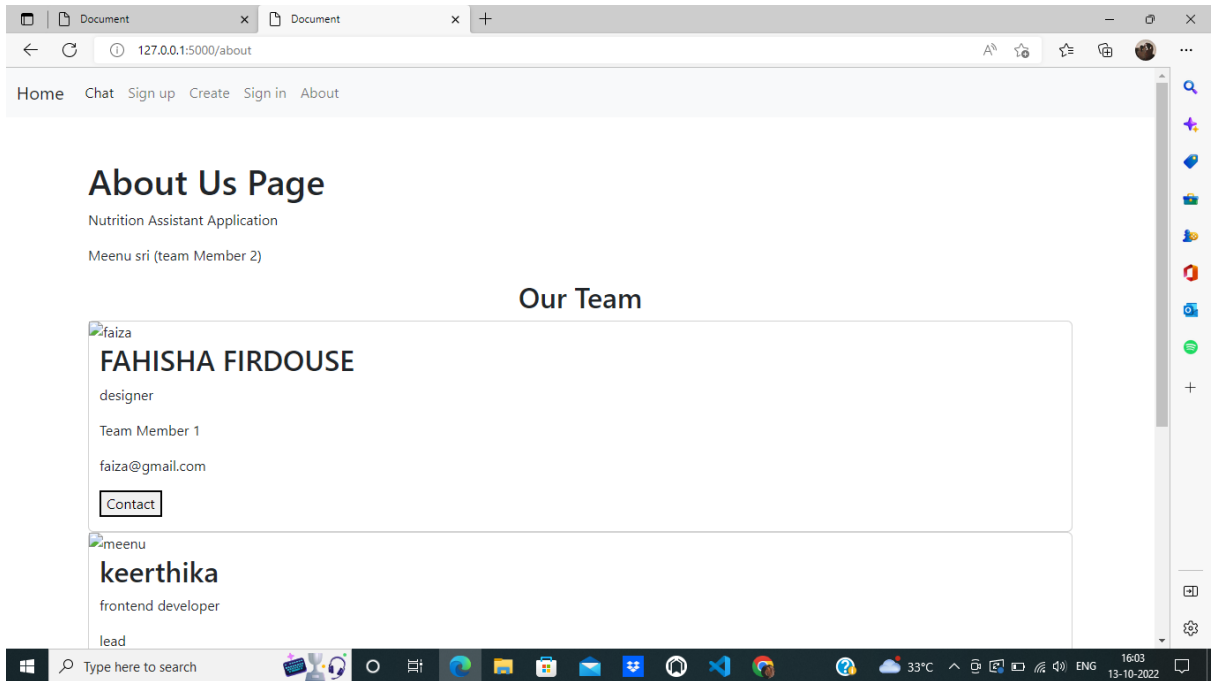 Document
Document
127.0.0.1:5000/about
Home Chat Sign up Create Sign in About
About Us Page
Nutrition Assistant Application
Meenu sri (team Member 2)
Our Team
faiza
FAHISHA FIRDOUSE
designer
Team Member 1
faiza@gmail.com
Contact
meenu
keerthika
frontend developer
lead
Type here to search
33°C
ENG
16:03
13-10-2022